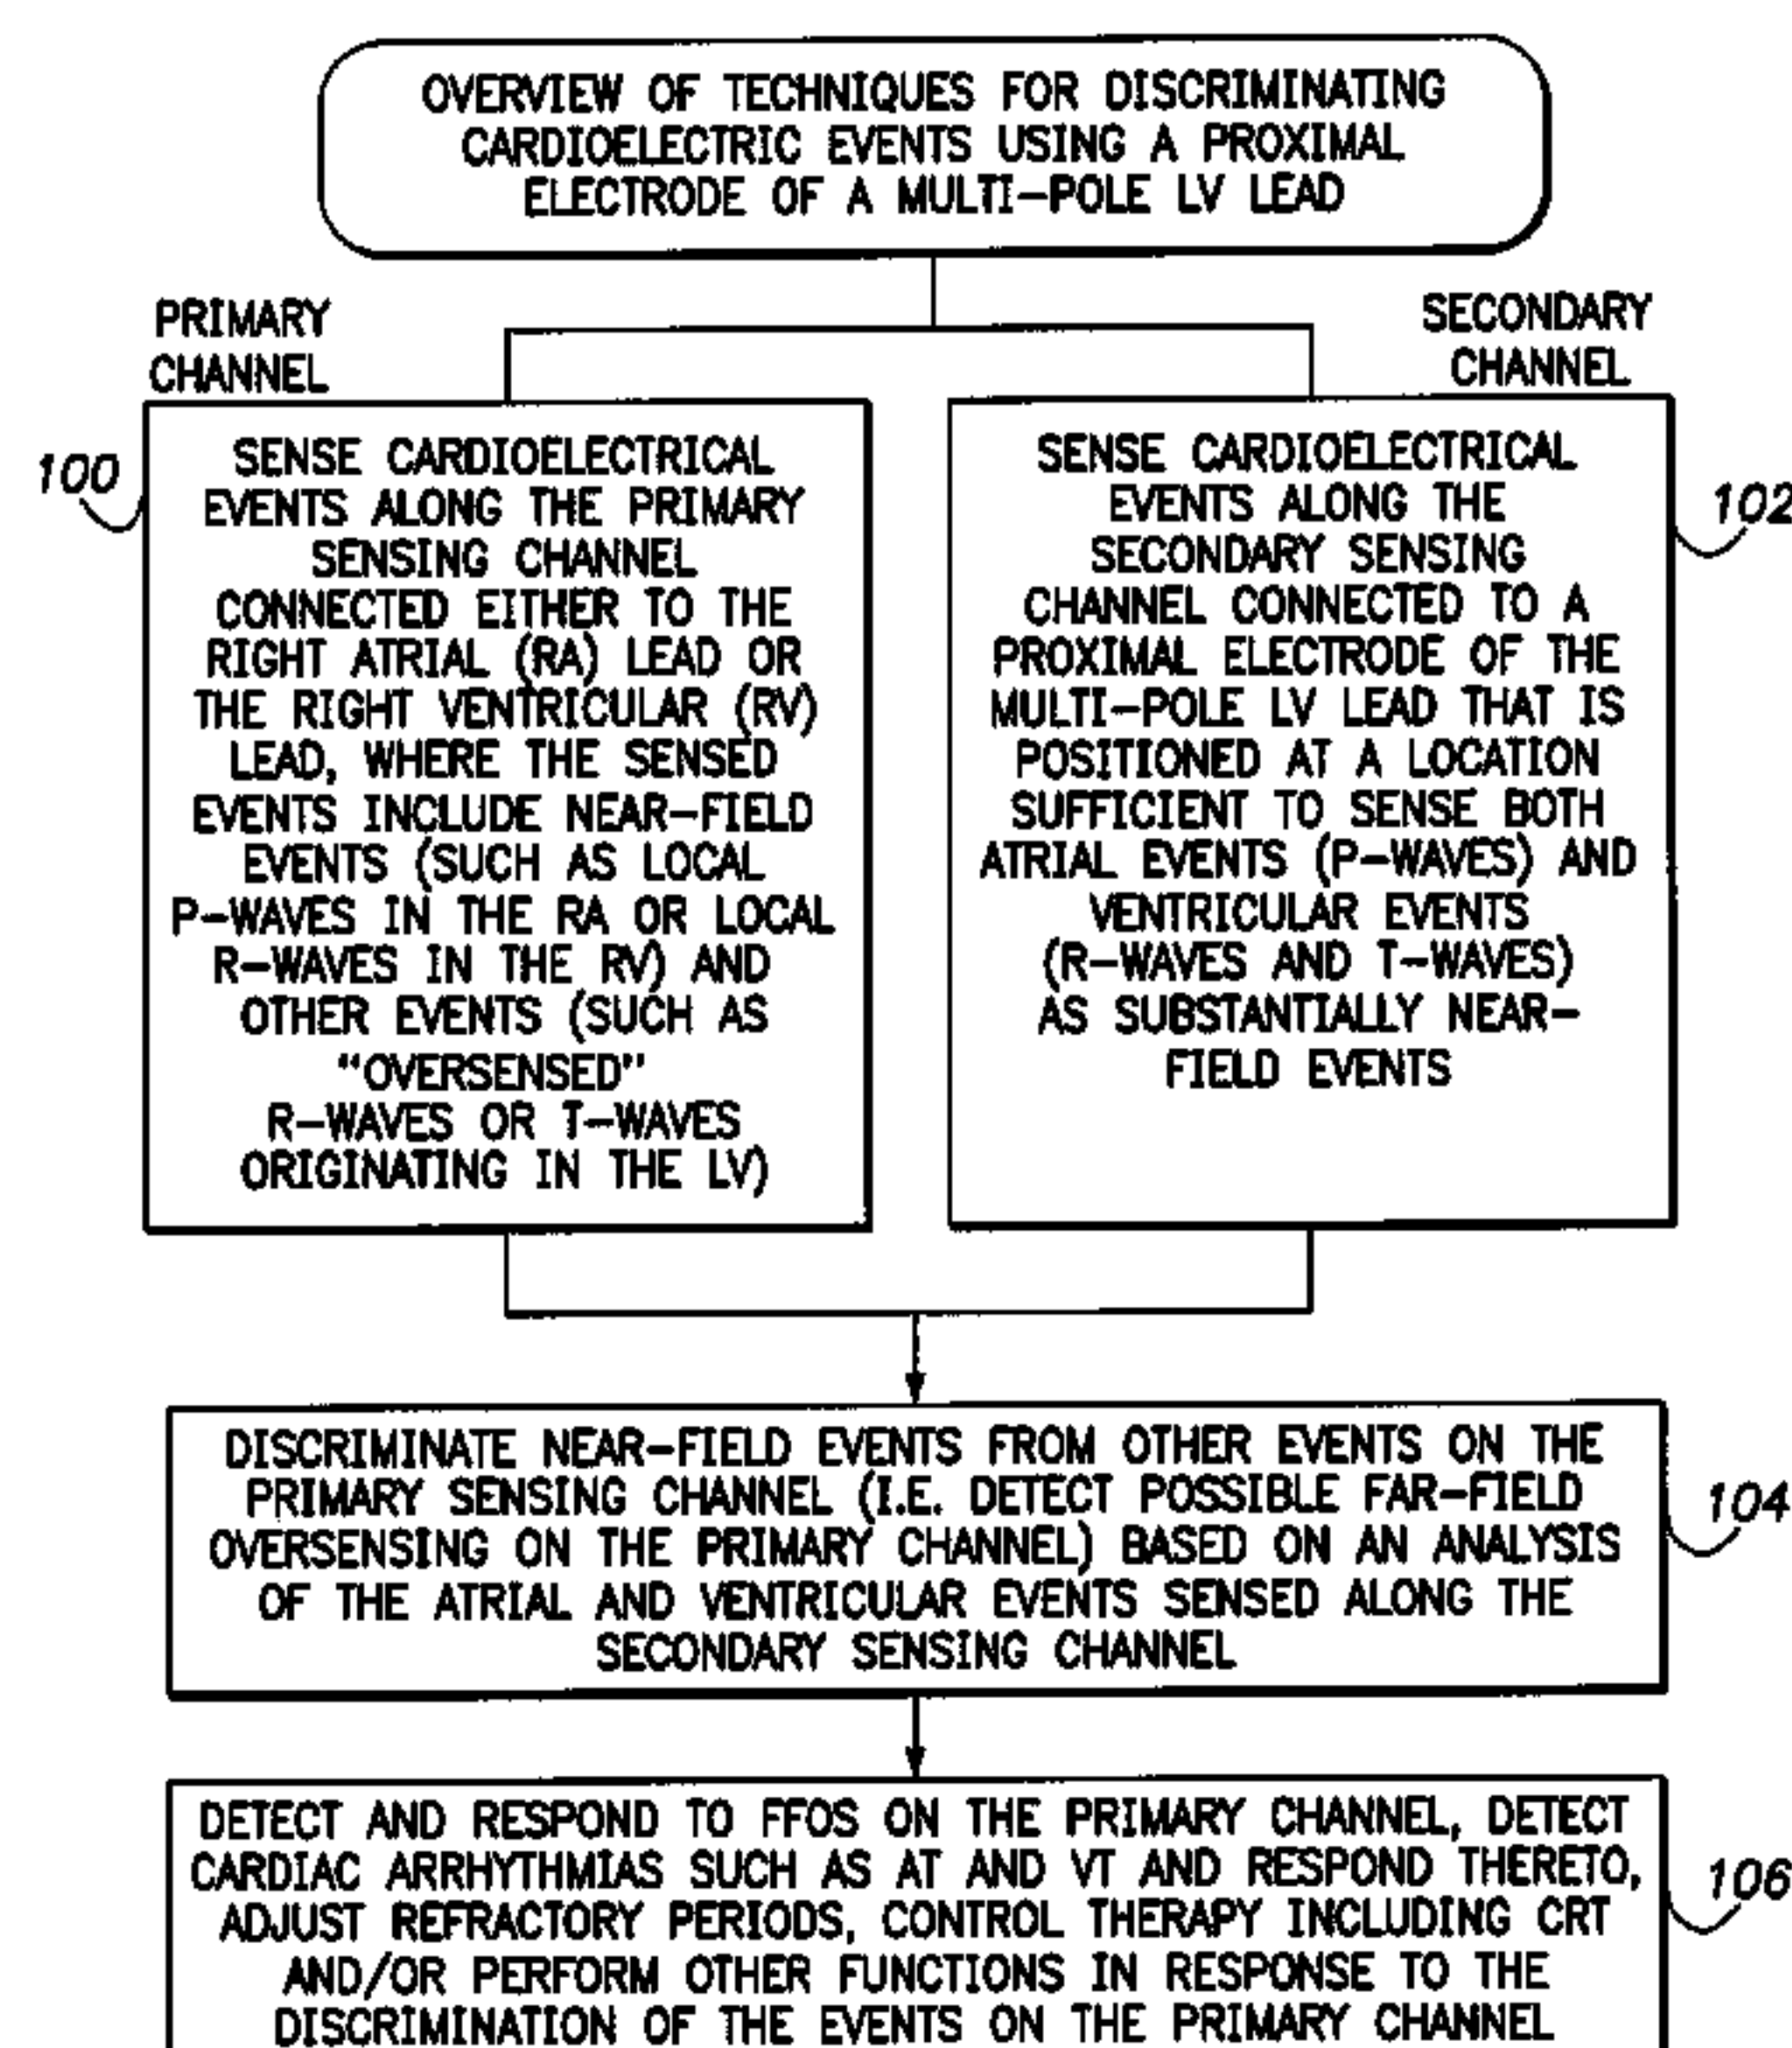 OVERVIEW OF TECHNIQUES FOR DISCRIMINATING
CARDIOELECTRIC EVENTS USING A PROXIMAL
ELECTRODE OF A MULTI-POLE LV LEAD
PRIMARY
CHANNEL
SECONDARY
CHANNEL
100
SENSE CARDIOELECTRICAL
EVENTS ALONG THE PRIMARY
SENSING CHANNEL
CONNECTED EITHER TO THE
RIGHT ATRIAL (RA) LEAD OR
THE RIGHT VENTRICULAR (RV)
LEAD, WHERE THE SENSED
EVENTS INCLUDE NEAR-FIELD
EVENTS (SUCH AS LOCAL
P-WAVES IN THE RA OR LOCAL
R-WAVES IN THE RV) AND
OTHER EVENTS (SUCH AS
"OVERSENSED"
R-WAVES OR T-WAVES
ORIGINATING IN THE LV)
SENSE CARDIOELECTRICAL
EVENTS ALONG THE
SECONDARY SENSING
CHANNEL CONNECTED TO A
PROXIMAL ELECTRODE OF THE
MULTI-POLE LV LEAD THAT IS
POSITIONED AT A LOCATION
SUFFICIENT TO SENSE BOTH
ATRIAL EVENTS (P-WAVES) AND
VENTRICULAR EVENTS
(R-WAVES AND T-WAVES)
AS SUBSTANTIALLY NEAR-
FIELD EVENTS
102
DISCRIMINATE NEAR-FIELD EVENTS FROM OTHER EVENTS ON THE
PRIMARY SENSING CHANNEL (I.E. DETECT POSSIBLE FAR-FIELD
OVERSENSING ON THE PRIMARY CHANNEL) BASED ON AN ANALYSIS
OF THE ATRIAL AND VENTRICULAR EVENTS SENSED ALONG THE
SECONDARY SENSING CHANNEL
104
DETECT AND RESPOND TO FFOS ON THE PRIMARY CHANNEL, DETECT
CARDIAC ARRHYTHMIAS SUCH AS AT AND VT AND RESPOND THERETO,
ADJUST REFRACTORY PERIODS, CONTROL THERAPY INCLUDING CRT
AND/OR PERFORM OTHER FUNCTIONS IN RESPONSE TO THE
DISCRIMINATION OF THE EVENTS ON THE PRIMARY CHANNEL
106